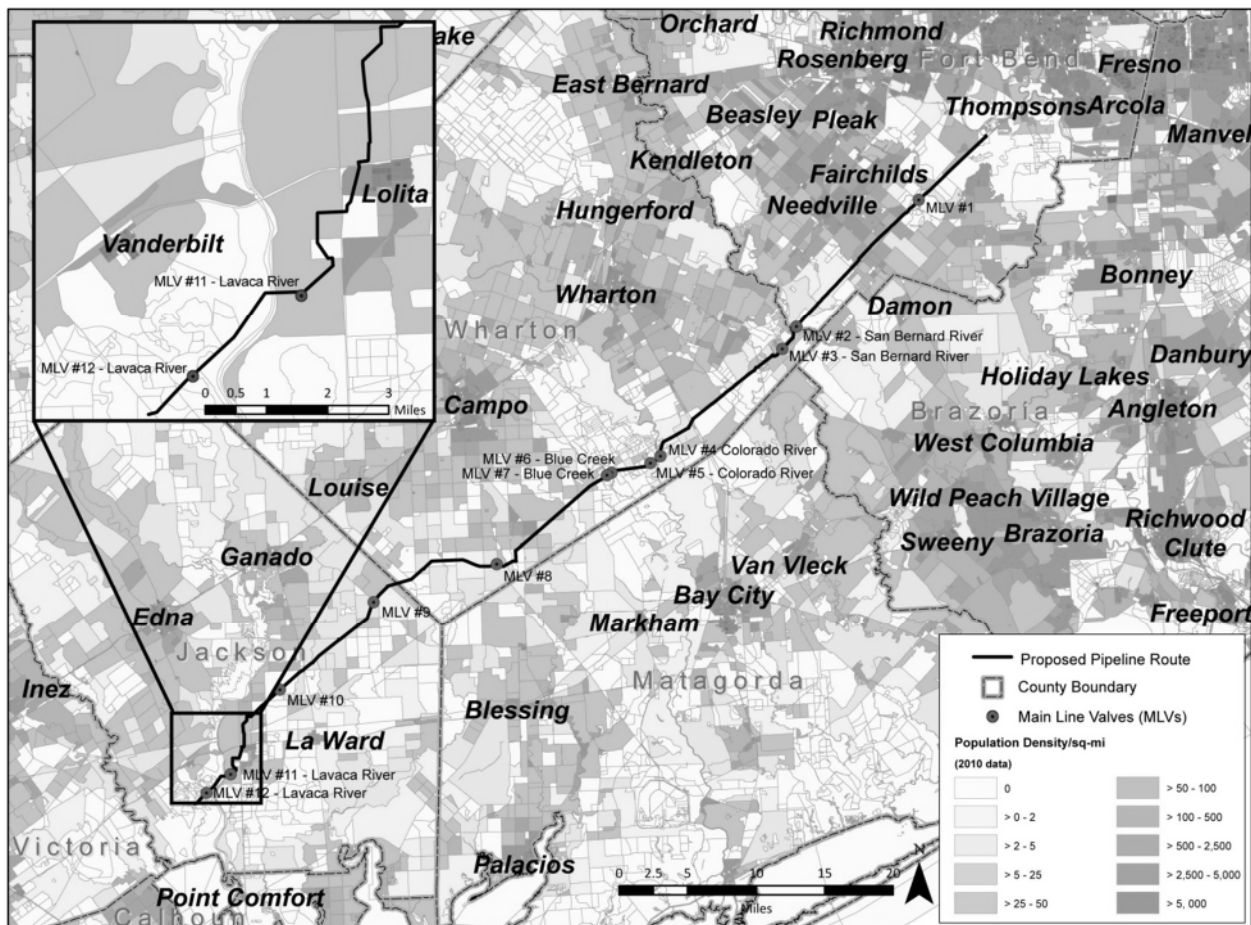 ake
Orchard
Richmond
Rosenberg
Fort Bend
Fresno
East Bernard
Thompsons
Arcola
Beasley
Pleak
Manvel
Kendleton
Fairchilds
Needville
MLV #1
Hungerford
Lolita
Vanderbilt
MLV #11 - Lavaca River
MLV #12 - Lavaca River
0 0.5 1 2 3
Miles
Bonney
Wharton
Damon
Wharton
MLV #2 - San Bernard River
MLV #3 - San Bernard River
Danbury
Holiday Lakes
Campo
Brazoria
Angleton
West Columbia
MLV #4 Colorado River
MLV #6 - Blue Creek
MLV #7 - Blue Creek
MLV #5 - Colorado River
Louise
Wild Peach Village
Richwood
Sweeny
Brazoria
Clute
Ganado
MLV #8
Van Vleck
Bay City
MLV #9
Edna
Markham
Freeport
Jackson
Inez
MLV #10
Matagorda
Blessing
La Ward
MLV #11 - Lavaca River
MLV #12 - Lavaca River
Victoria
Palacios
Point Comfort
Calhoun
0 2.5 5 10 15 20
Miles
N
Proposed Pipeline Route
County Boundary
Main Line Valves (MLVs)
Population Density/sq-mi
(2010 data)
0
> 0 - 2
> 2 - 5
> 5 - 25
> 25 - 50
> 50 - 100
> 100 - 500
> 500 - 2,500
> 2,500 - 5,000
> 5, 000